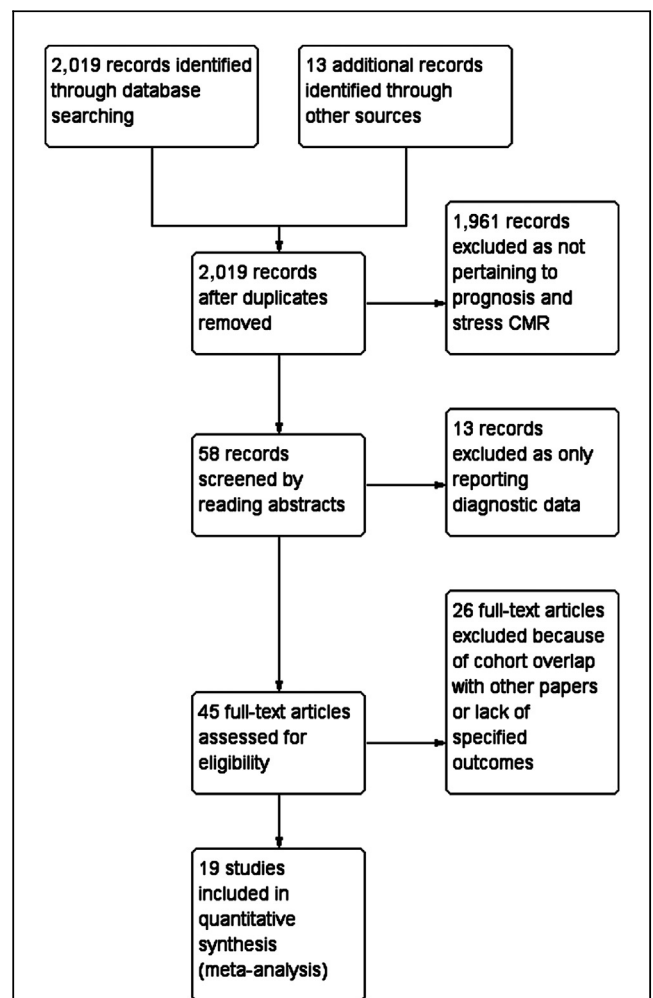 2,019 records identified
through database
searching
13 additional records
identified through
other sources
1,961 records
excluded as not
pertaining to
prognosis and
stress CMR
2,019 records
after duplicates
removed
58 records
screened by
reading abstracts
13 records
excluded as only
reporting
diagnostic data
26 full-text articles
excluded because
of cohort overlap
with other papers
or lack of
specified
outcomes
45 full-text articles
assessed for
eligibility
19 studies
included in
quantitative
synthesis
(meta-analysis)